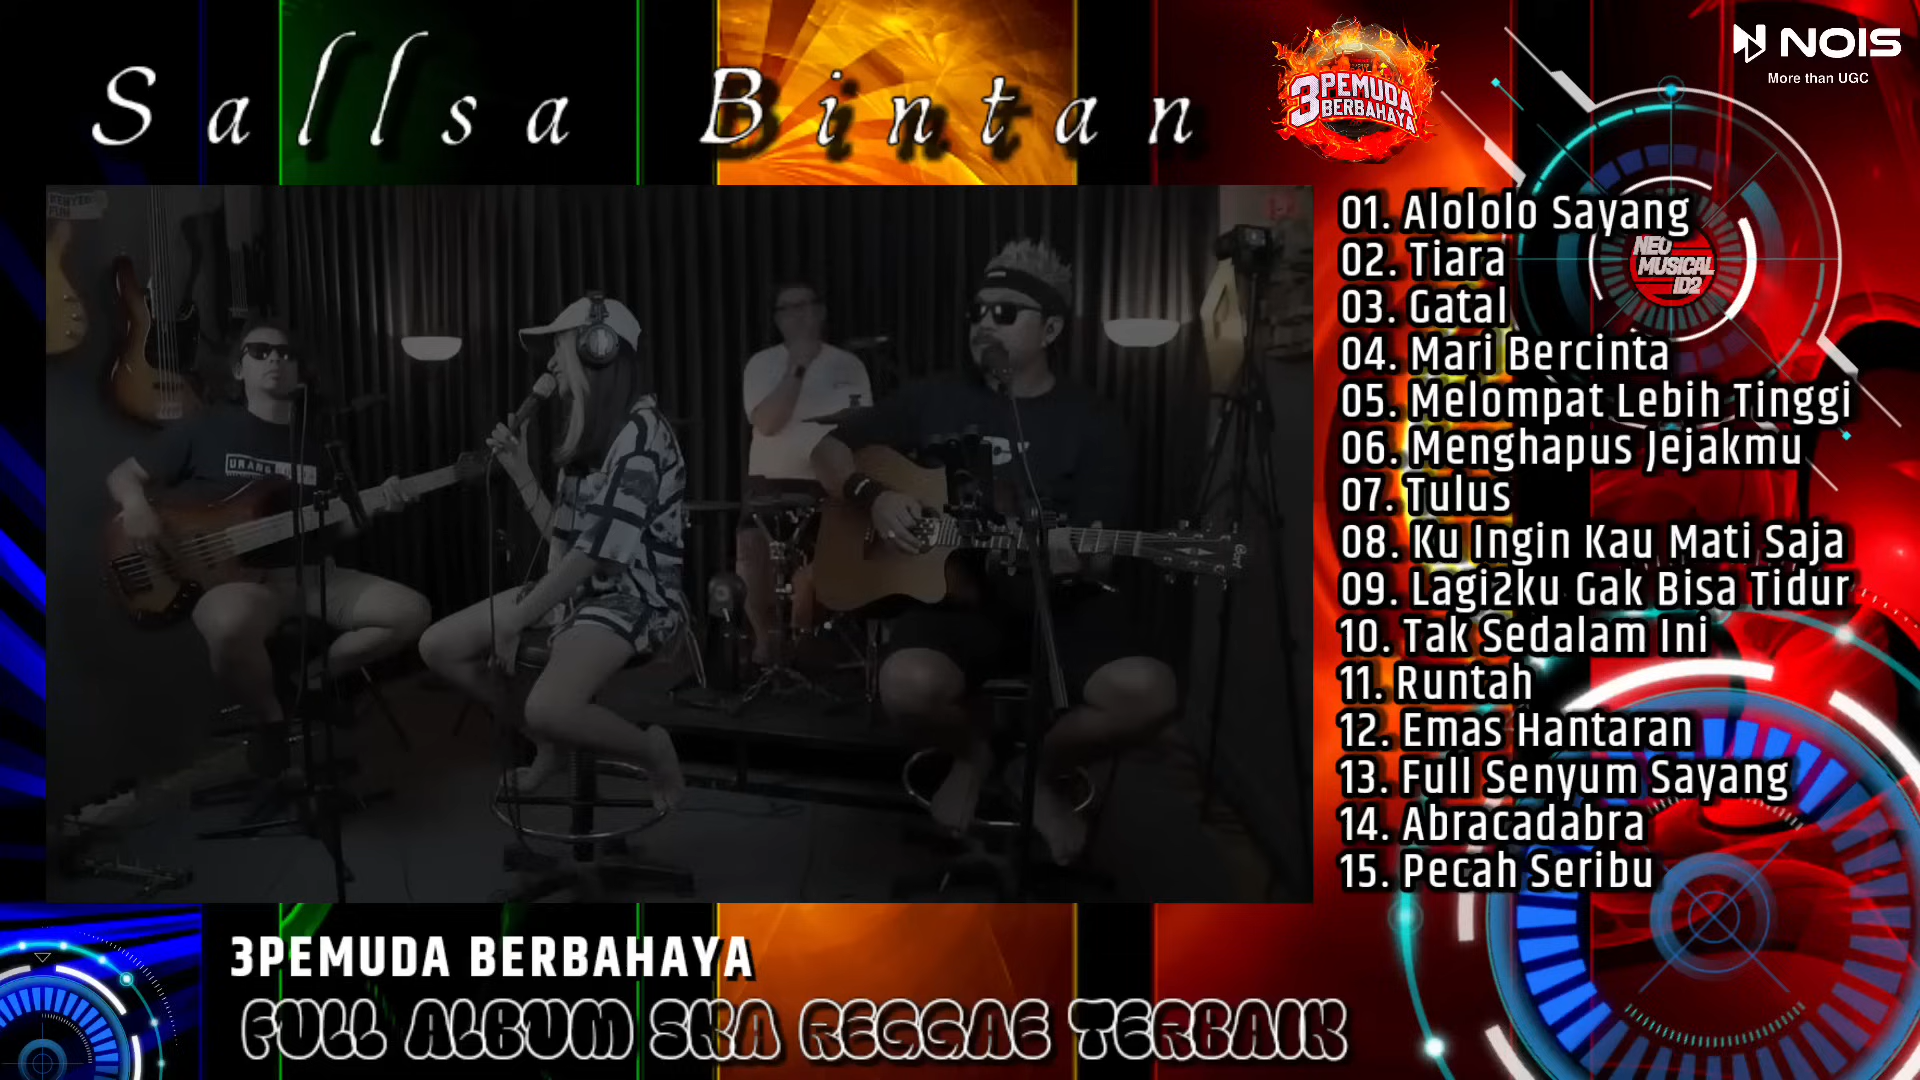 Sallsa Bintan
3PEMUDA
BERBAHAYA
NOIS
More than UGC
01. Alololo Sayang
02. Tiara
03. Gatal
04. Mari Bercinta
05. Melompat Lebih Tinggi
06. Menghapus Jejakmu
07. Tulus
08. Ku Ingin Kau Mati Saja
09. Lagi2ku Gak Bisa Tidur
10. Tak Sedalam Ini
11. Runtah
12. Emas Hantaran
13. Full Senyum Sayang
14. Abracadabra
15. Pecah Seribu
NEO
MUSICAL
ID2
URANG
Cort
3PEMUDA BERBAHAYA
FULL ALBUM SKA REGGAE TERBAIK